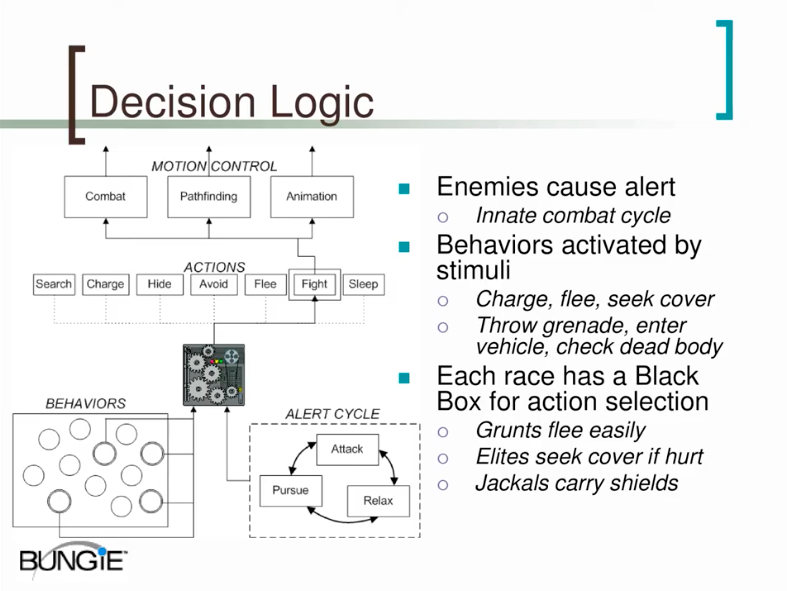 Decision Logic
MOTION CONTROL
Combat
Pathfinding
Animation
ACTIONS
Search
Charge
Hide
Avoid
Flee
Fight
Sleep
BEHAVIORS
ALERT CYCLE
Attack
Pursue
Relax
Enemies cause alert
Innate combat cycle
Behaviors activated by
stimuli
Charge, flee, seek cover
Throw grenade, enter
vehicle, check dead body
Each race has a Black
Box for action selection
Grunts flee easily
Elites seek cover if hurt
Jackals carry shields
BUNGiE™